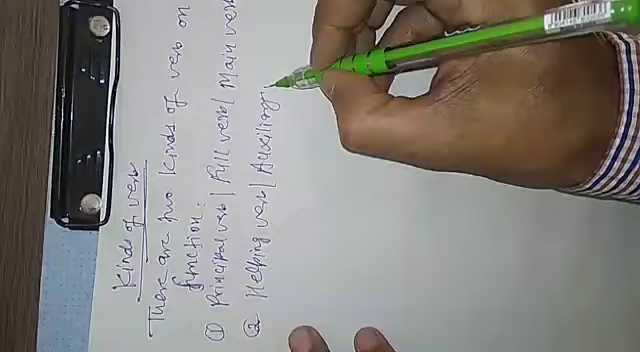 Kinds of verb
There are two kinds of verb on
function:
① Principal verb / Full verb / Main verb
② Helping verb / Auxiliary